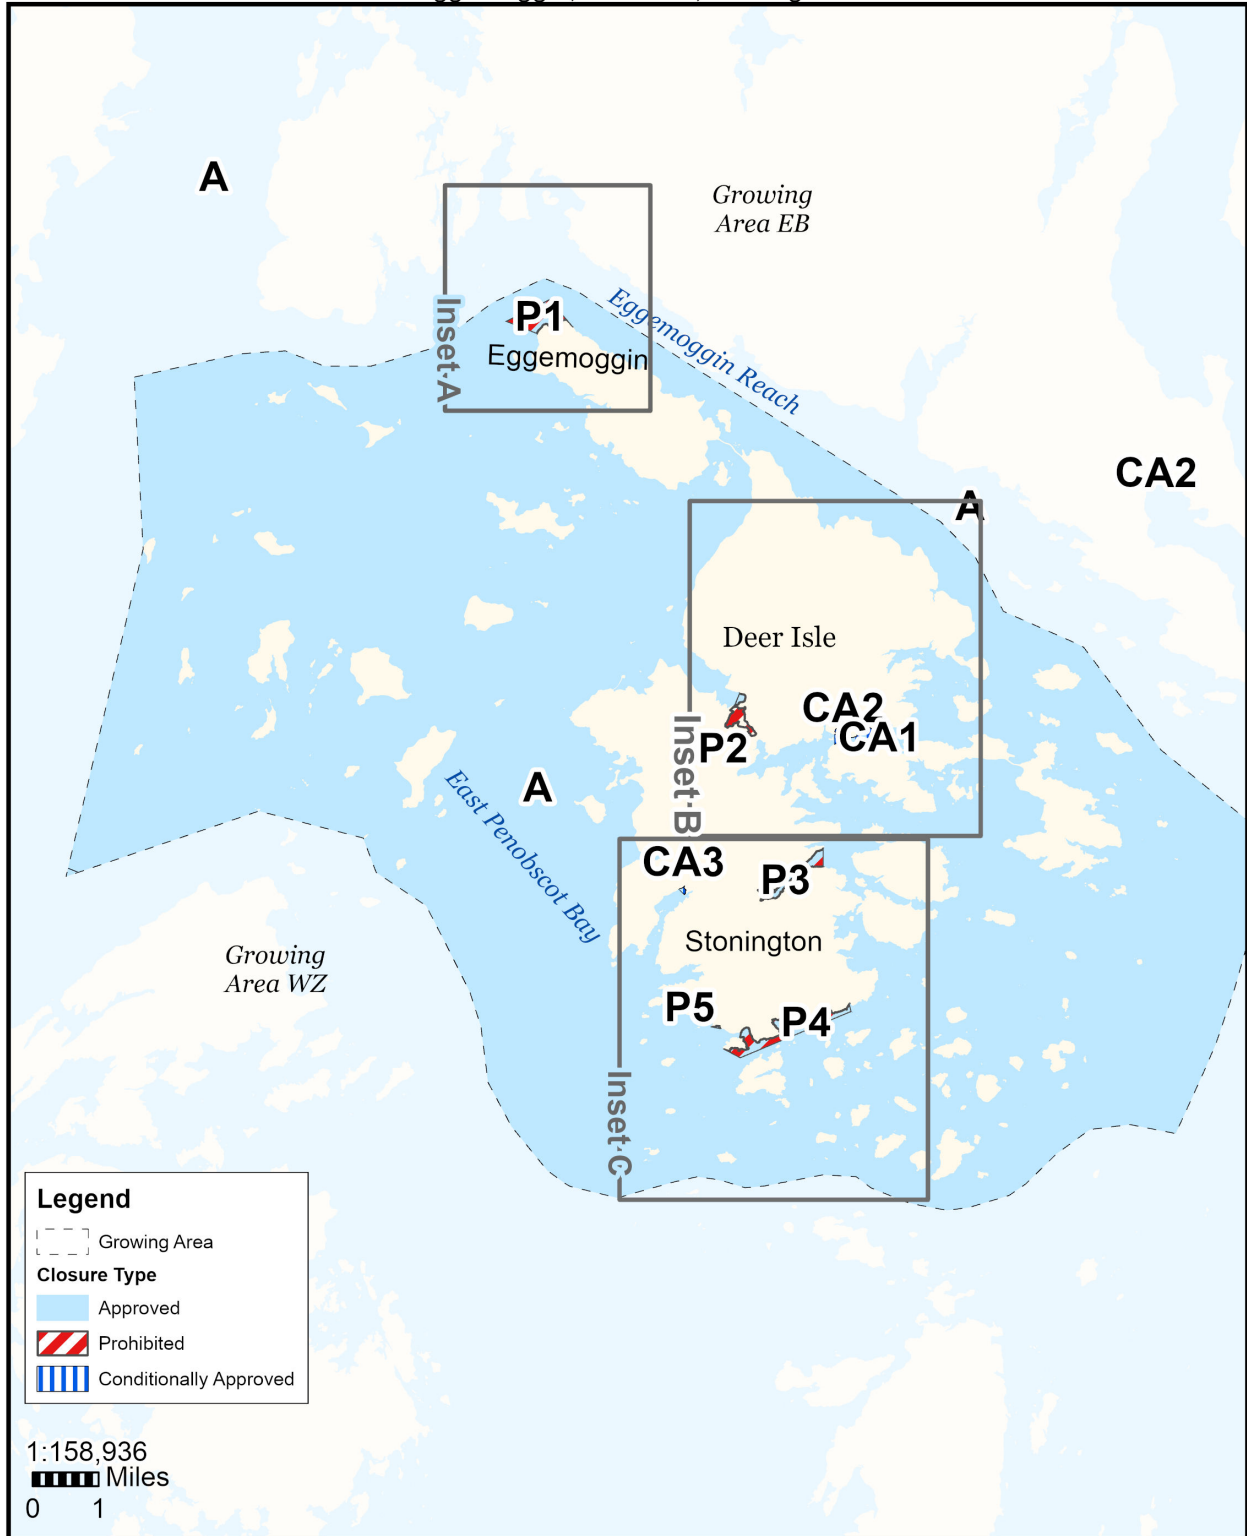 A
Growing
Area EB
Inset A
P1
Eggemoggin
Eggemoggin Reach
CA2
A
Deer Isle
CA2
CA1
P2
Inset B
A
East Penobscot Bay
CA3
P3
Stonington
Growing
Area WZ
P5
P4
Inset C
Legend
Growing Area
Closure Type
Approved
Prohibited
Conditionally Approved
1:158,936
Miles
0 1